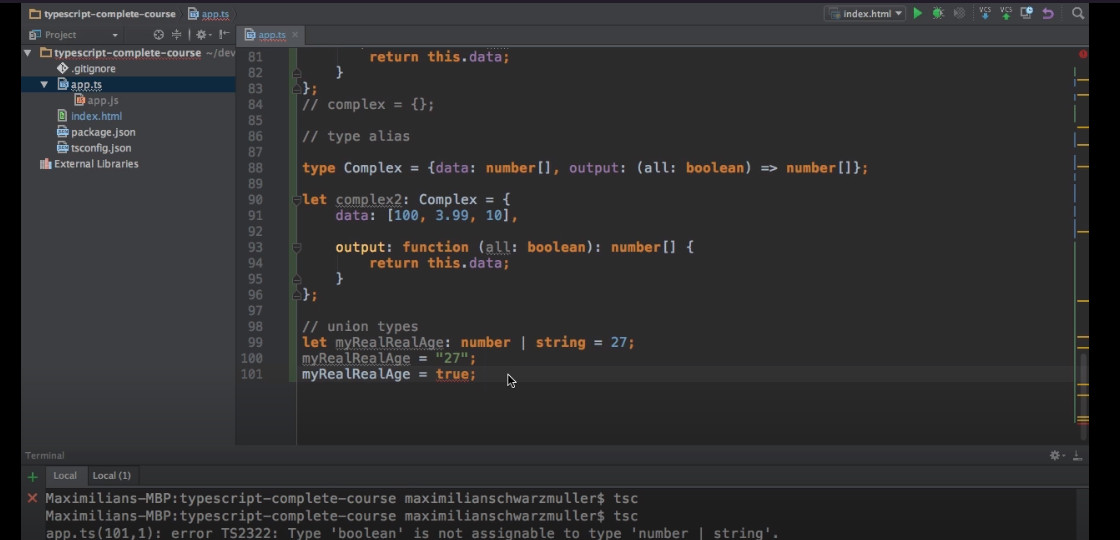 typescript-complete-course app.ts index.html VCS VCS
Project app.ts
typescript-complete-course ~/dev
.gitignore
app.ts
app.js
index.html
package.json
tsconfig.json
External Libraries
81 return this.data;
82 }
83 };
84 // complex = {};
85
86 // type alias
87
88 type Complex = {data: number[], output: (all: boolean) => number[]};
89
90 let complex2: Complex = {
91 data: [100, 3.99, 10],
92
93 output: function (all: boolean): number[] {
94 return this.data;
95 }
96 };
97
98 // union types
99 let myRealRealAge: number | string = 27;
100 myRealRealAge = "27";
101 myRealRealAge = true;
Terminal
Local Local (1)
Maximilians-MBP:typescript-complete-course maximilianschwarzmuller$ tsc
Maximilians-MBP:typescript-complete-course maximilianschwarzmuller$ tsc
app.ts(101,1): error TS2322: Type 'boolean' is not assignable to type 'number | string'.